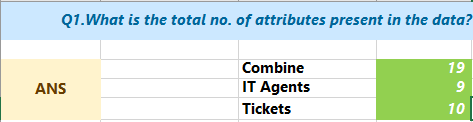 Q1.What is the total no. of attributes present in the data?
Combine 19
ANS IT Agents 9
Tickets 10